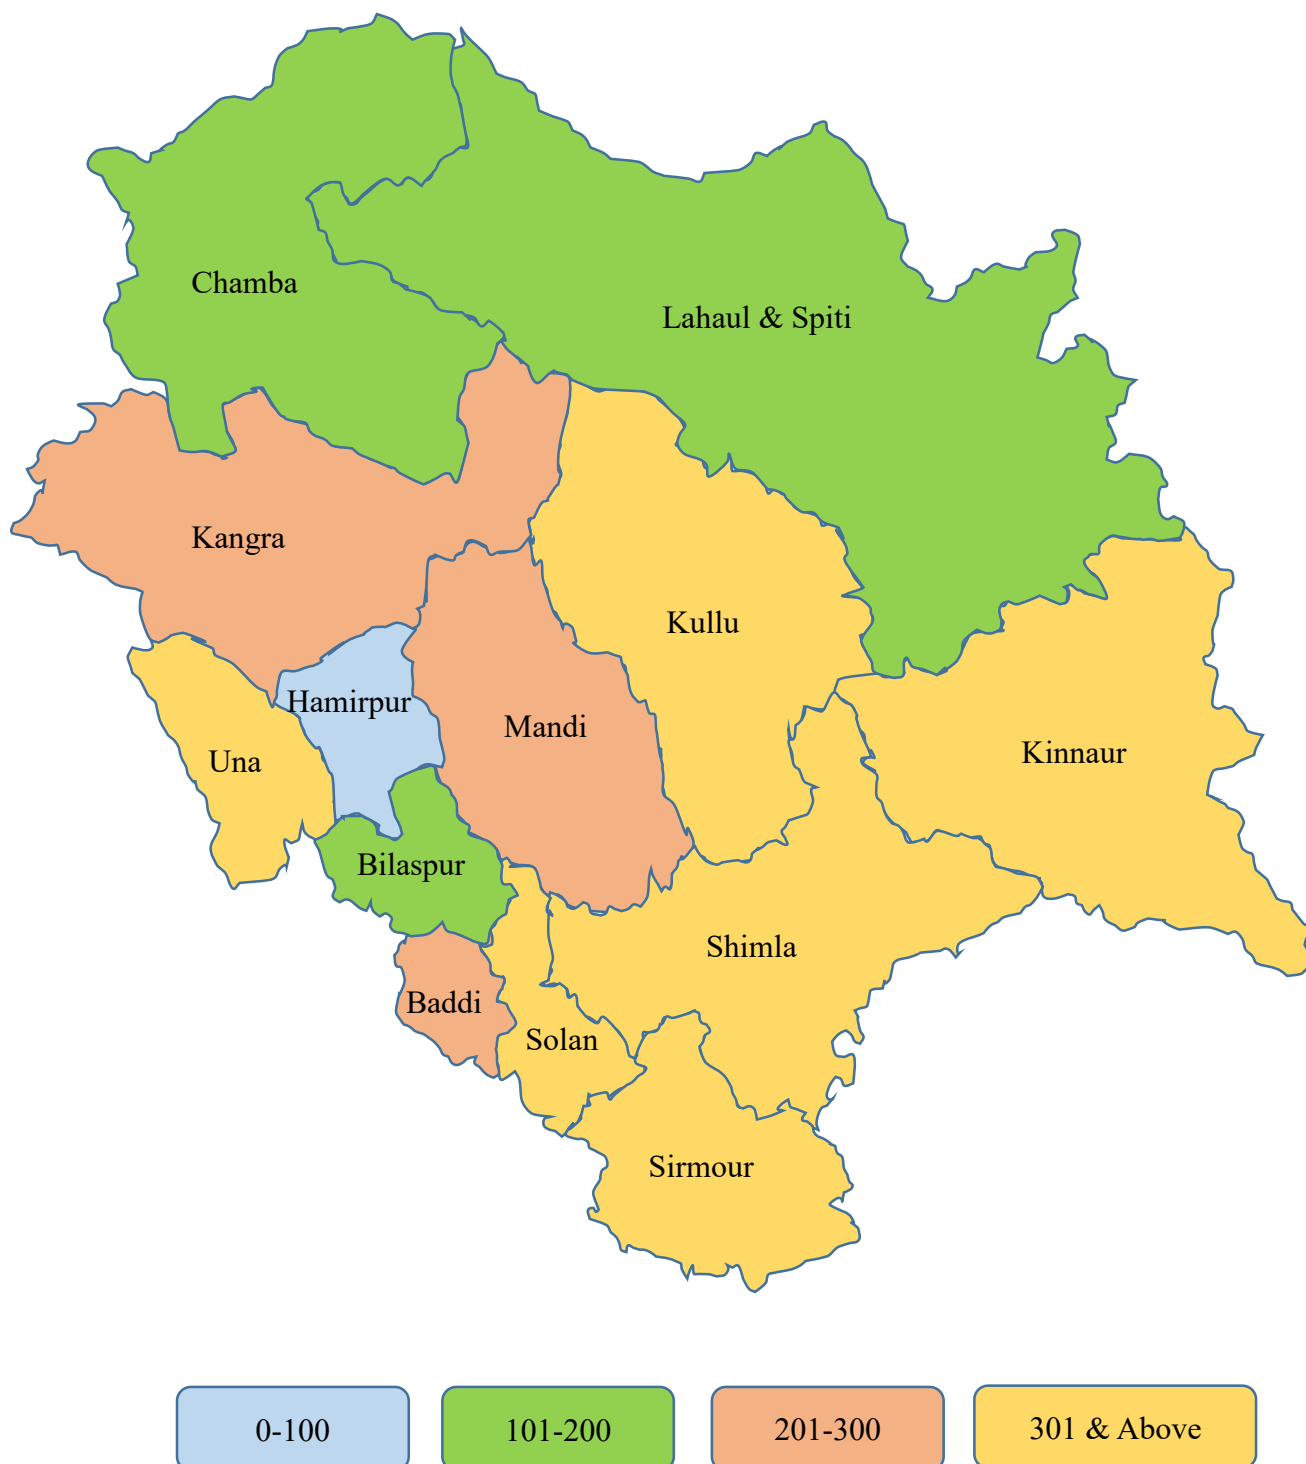 Chamba
Lahaul & Spiti
Kangra
Kullu
Hamirpur
Mandi
Una
Kinnaur
Bilaspur
Shimla
Baddi
Solan
Sirmour
0-100
101-200
201-300
301 & Above